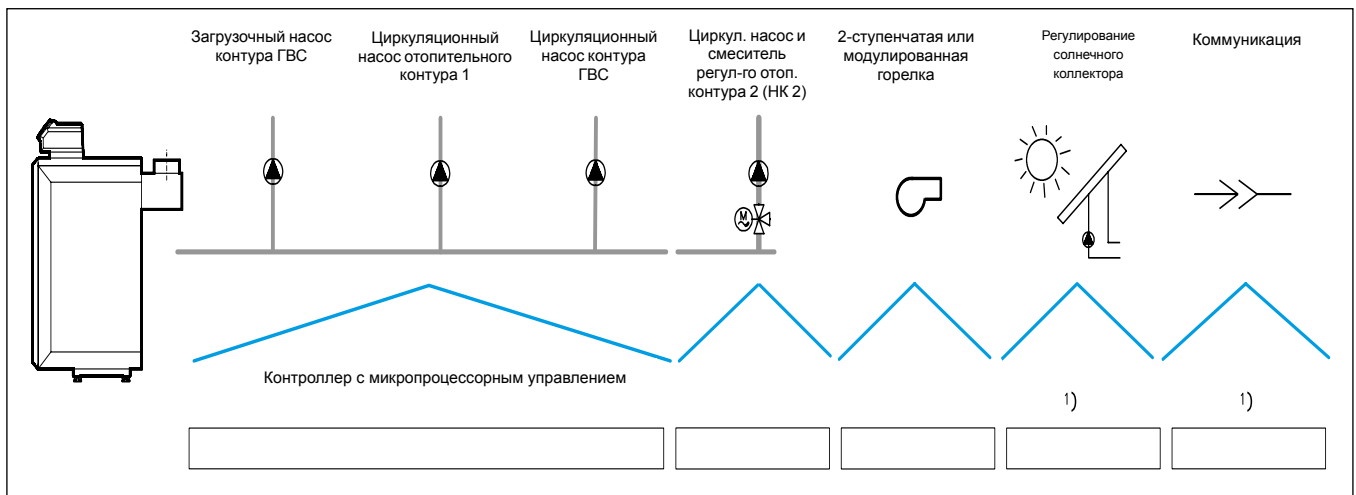 Загрузочный насос
контура ГВС
Циркуляционный
насос отопительного
контура 1
Циркуляционный
насос контура
ГВС
Циркул. насос и
смеситель
регул-го отоп.
контура 2 (НК 2)
2-ступенчатая или
модулированная
горелка
Регулирование
солнечного
коллектора
Коммуникация
M
Контроллер с микропроцессорным управлением
1)
1)